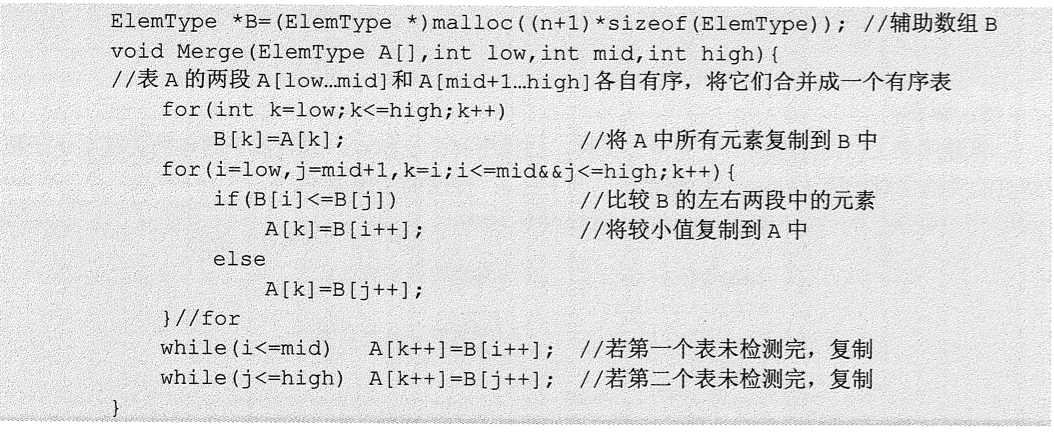 ElemType *B=(ElemType *)malloc((n+1)*sizeof(ElemType)); //辅助数组 B
void Merge(ElemType A[],int low,int mid,int high){
//表 A 的两段 A[low…mid]和 A[mid+1…high]各自有序，将它们合并成一个有序表
    for(int k=low;k<=high;k++)
        B[k]=A[k];                    //将 A 中所有元素复制到 B 中
    for(i=low,j=mid+1,k=i;i<=mid&&j<=high;k++){
        if(B[i]<=B[j])                //比较 B 的左右两段中的元素
            A[k]=B[i++];              //将较小值复制到 A 中
        else
            A[k]=B[j++];
    }//for
    while(i<=mid)   A[k++]=B[i++];  //若第一个表未检测完，复制
    while(j<=high)  A[k++]=B[j++];  //若第二个表未检测完，复制
}